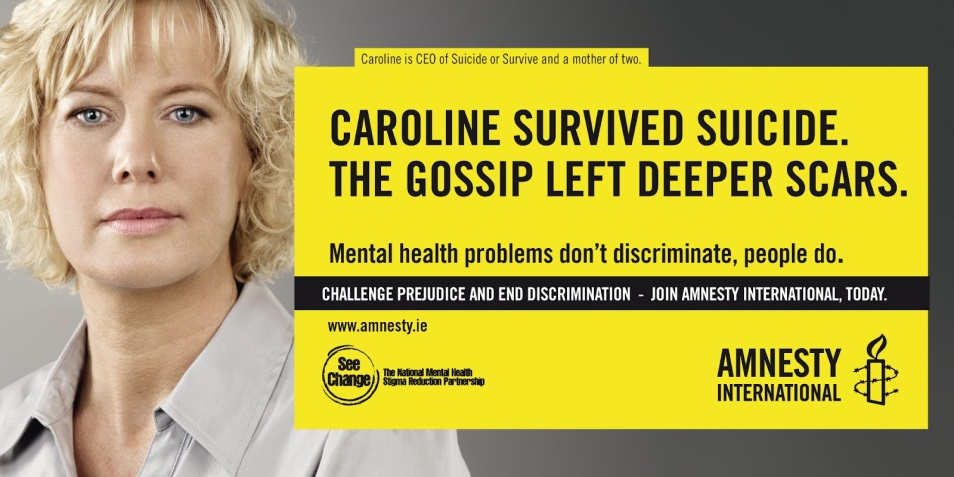 Caroline is CEO of Suicide or Survive and a mother of two.
CAROLINE SURVIVED SUICIDE.
THE GOSSIP LEFT DEEPER SCARS.
Mental health problems don't discriminate, people do.
CHALLENGE PREJUDICE AND END DISCRIMINATION - JOIN AMNESTY INTERNATIONAL, TODAY.
www.amnesty.ie
See
Change
The National Mental Health
Stigma Reduction Partnership
AMNESTY
INTERNATIONAL